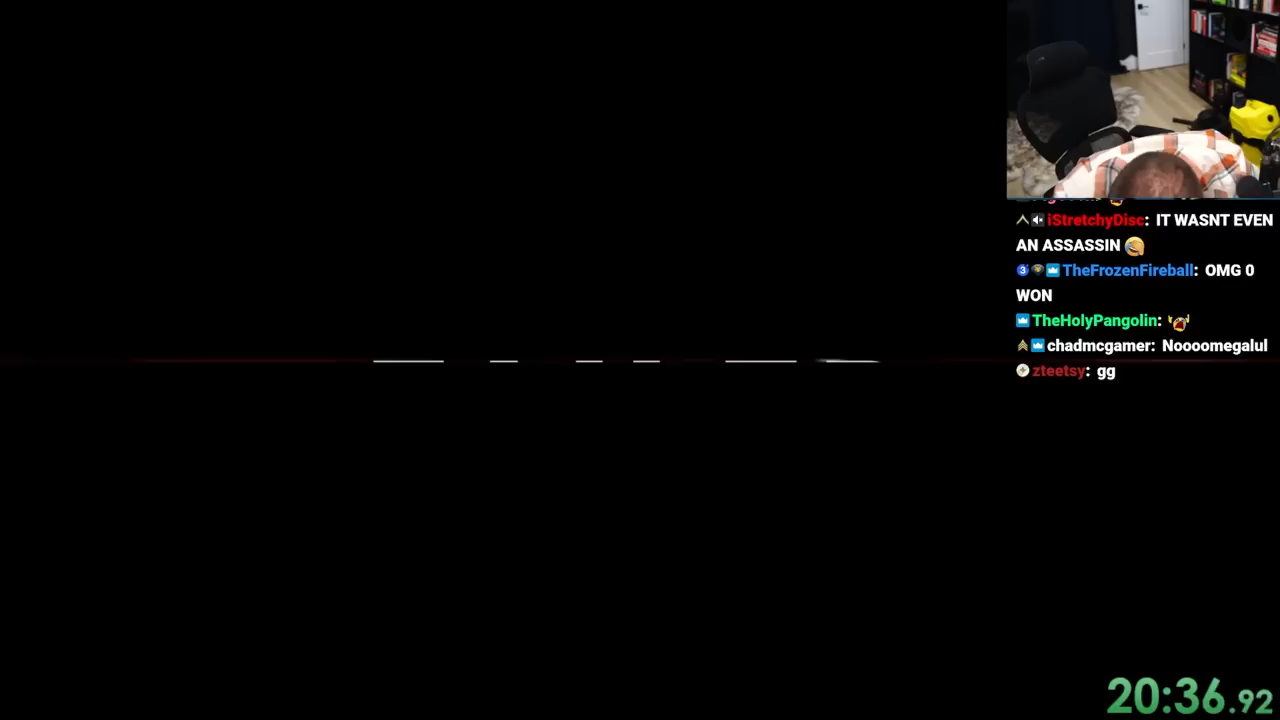 iStretchyDisc: IT WASNT EVEN
AN ASSASSIN
TheFrozenFireball: OMG 0
WON
TheHolyPangolin:
chadmcgamer: Noooomegalul
zteetsy: gg
20:36.92